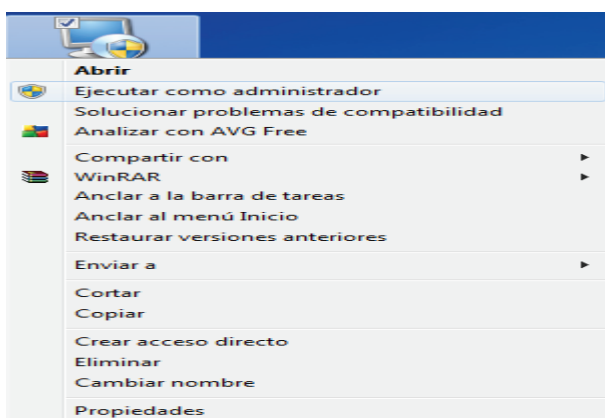 Abrir
Ejecutar como administrador
Solucionar problemas de compatibilidad
Analizar con AVG Free
Compartir con
WinRAR
Anclar a la barra de tareas
Anclar al menú Inicio
Restaurar versiones anteriores
Enviar a
Cortar
Copiar
Crear acceso directo
Eliminar
Cambiar nombre
Propiedades